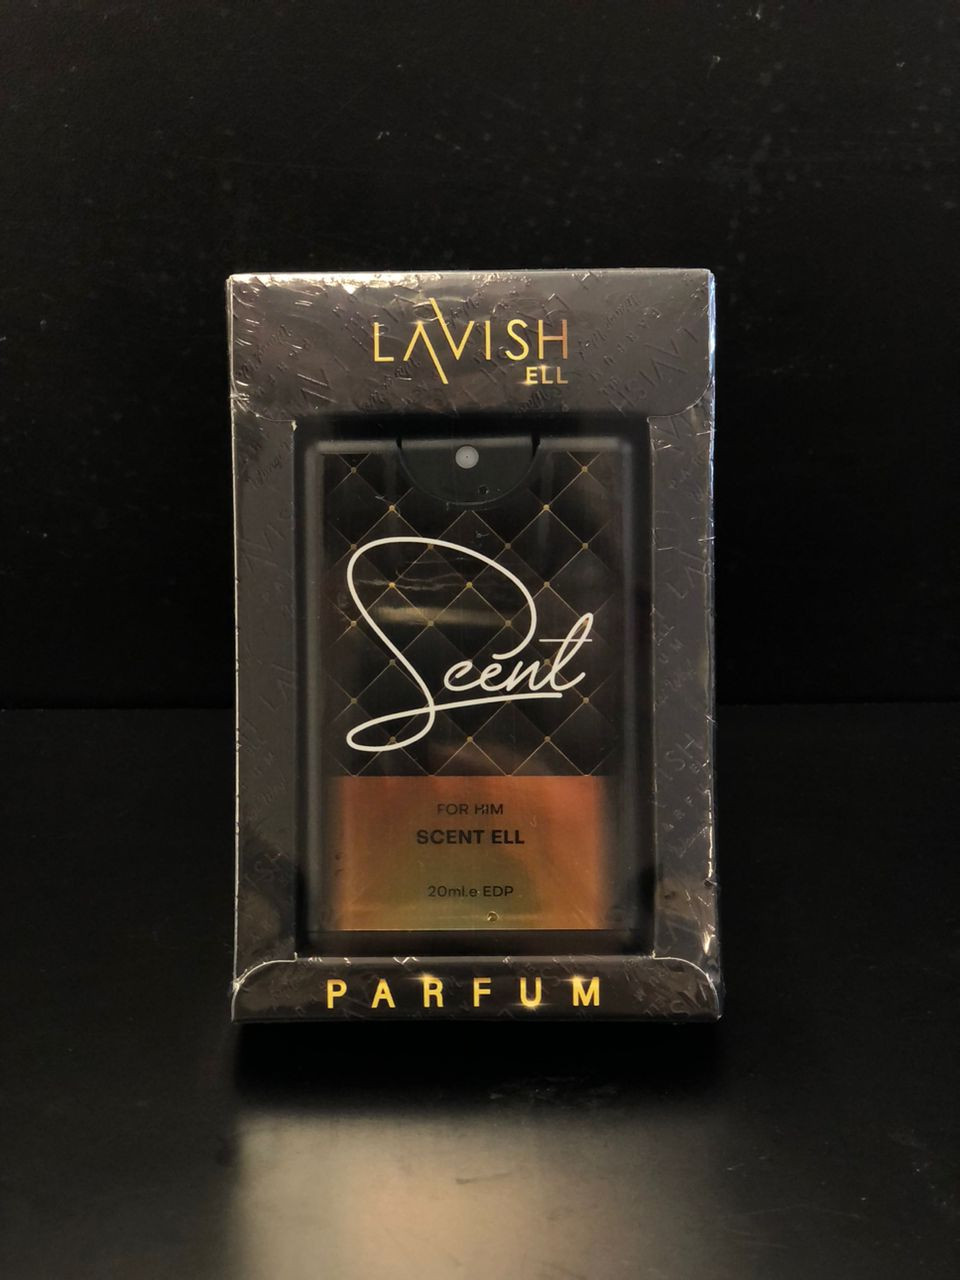 LAVISH
ELL
Scent
FOR HIM
SCENT ELL
20ml.e EDP
PARFUM